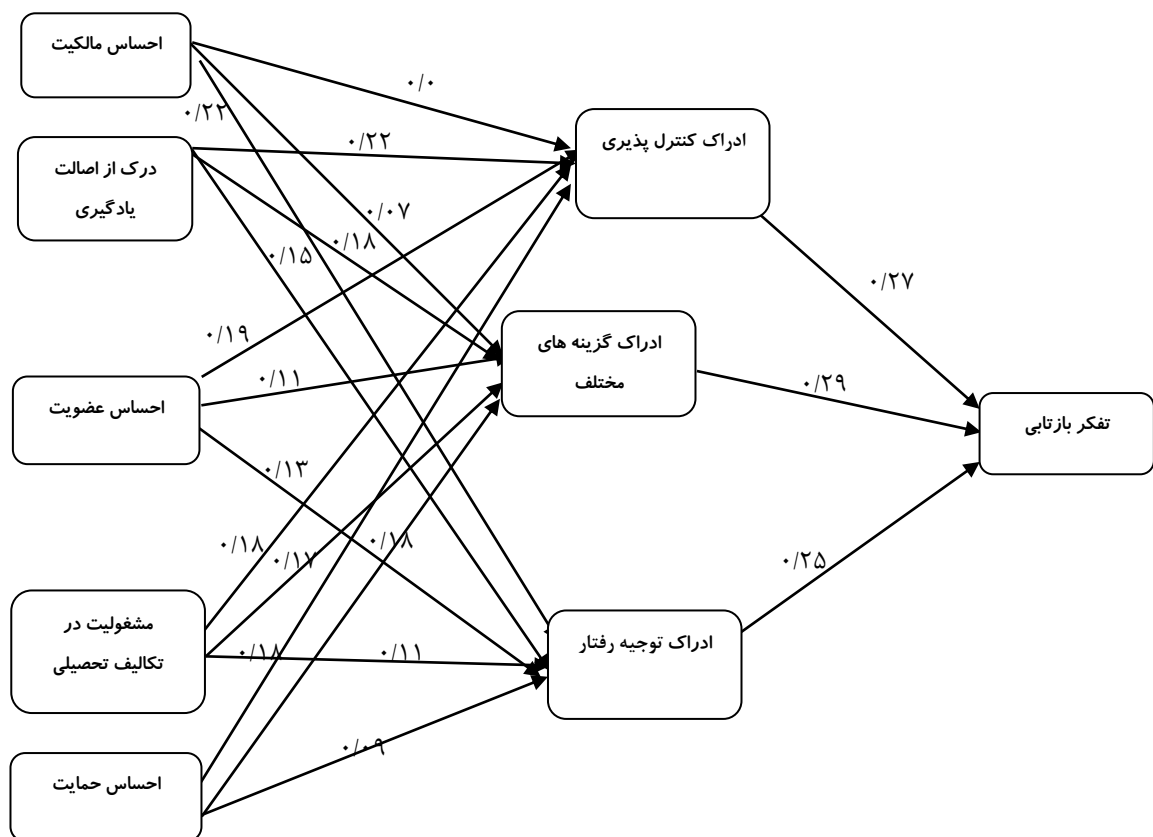 احساس مالکیت
۰/۰
۰/۲۲
ادراک کنترل پذیری
۰/۲۲
درک از اصالت
یادگیری
۰/۰۷
۰/۱۸
۰/۱۵
۰/۲۷
۰/۱۹
ادراک گزینه های
مختلف
۰/۱۱
۰/۲۹
احساس عضویت
تفکر بازتابی
۰/۱۳
۰/۱۸
۰/۱۷
۰/۱۸
۰/۲۵
مشغولیت در
تکالیف تحصیلی
ادراک توجیه رفتار
۰/۱۸
۰/۱۱
۰/۰۹
احساس حمایت